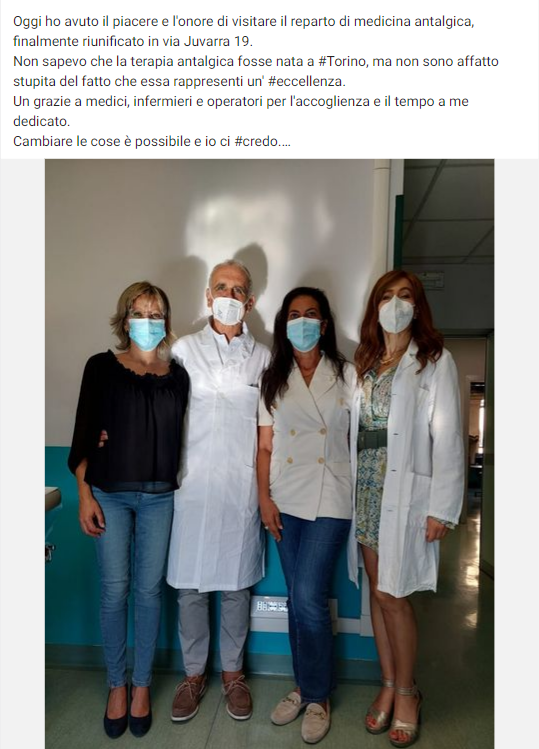 Oggi ho avuto il piacere e l'onore di visitare il reparto di medicina antalgica,
finalmente riunificato in via Juvarra 19.
Non sapevo che la terapia antalgica fosse nata a #Torino, ma non sono affatto
stupita del fatto che essa rappresenti un' #eccellenza.
Un grazie a medici, infermieri e operatori per l'accoglienza e il tempo a me
dedicato.
Cambiare le cose è possibile e io ci #credo....